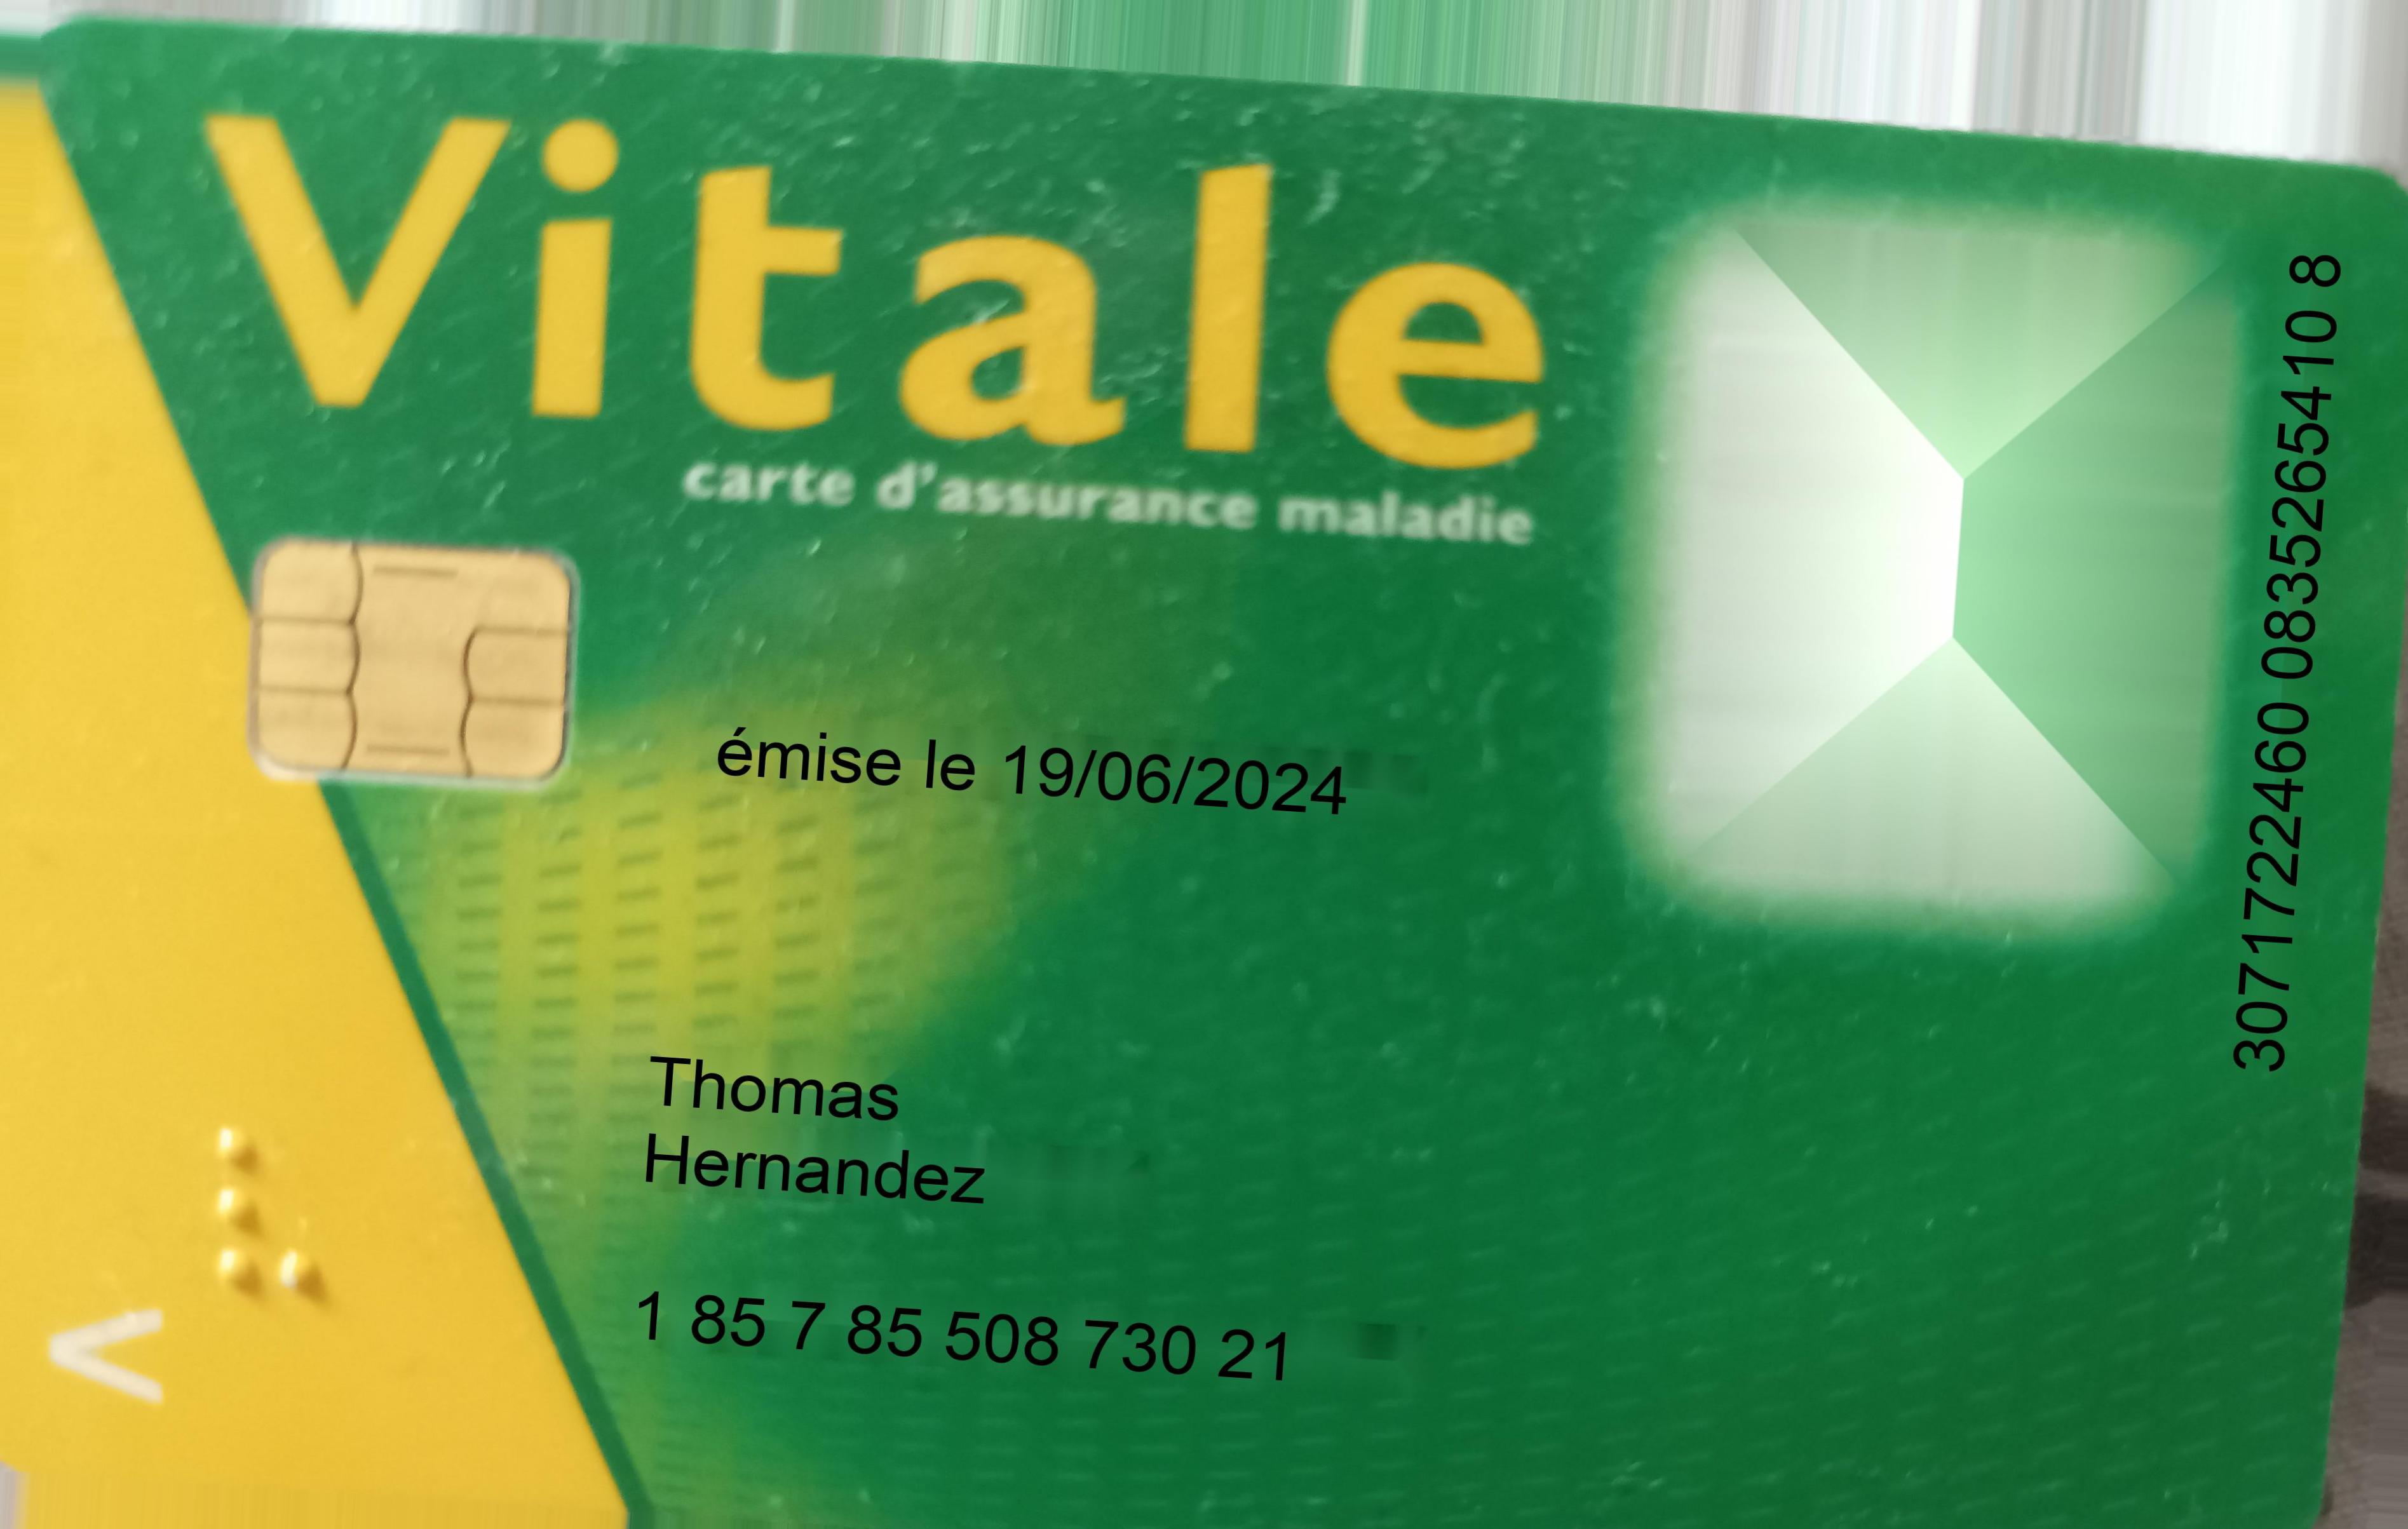 Vitale
carte d'assurance maladie
émise le 19/06/2024
Thomas
Hernandez
1 85 7 85 508 730 21
3071722460 0835265410 8